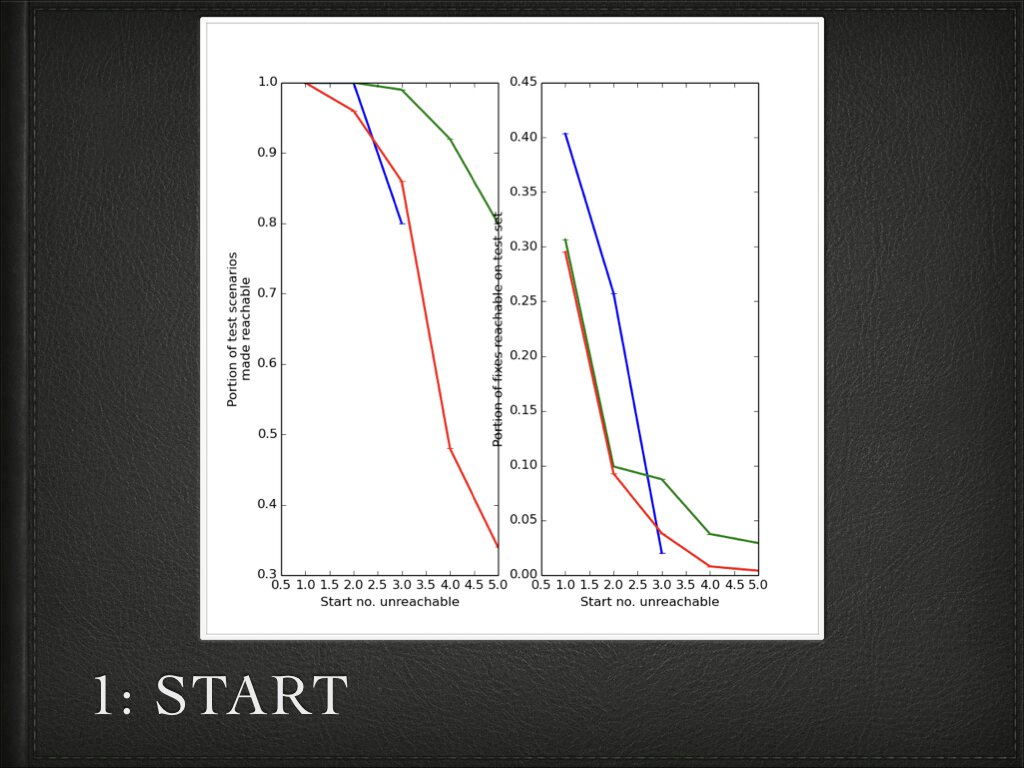 1.0
0.9
0.8
0.7
0.6
0.5
0.4
0.3
Portion of test scenarios
made reachable
0.5 1.0 1.5 2.0 2.5 3.0 3.5 4.0 4.5 5.0
Start no. unreachable
0.45
0.40
0.35
0.30
0.25
0.20
0.15
0.10
0.05
0.00
Portion of fixes reachable on test set
0.5 1.0 1.5 2.0 2.5 3.0 3.5 4.0 4.5 5.0
Start no. unreachable
1: START